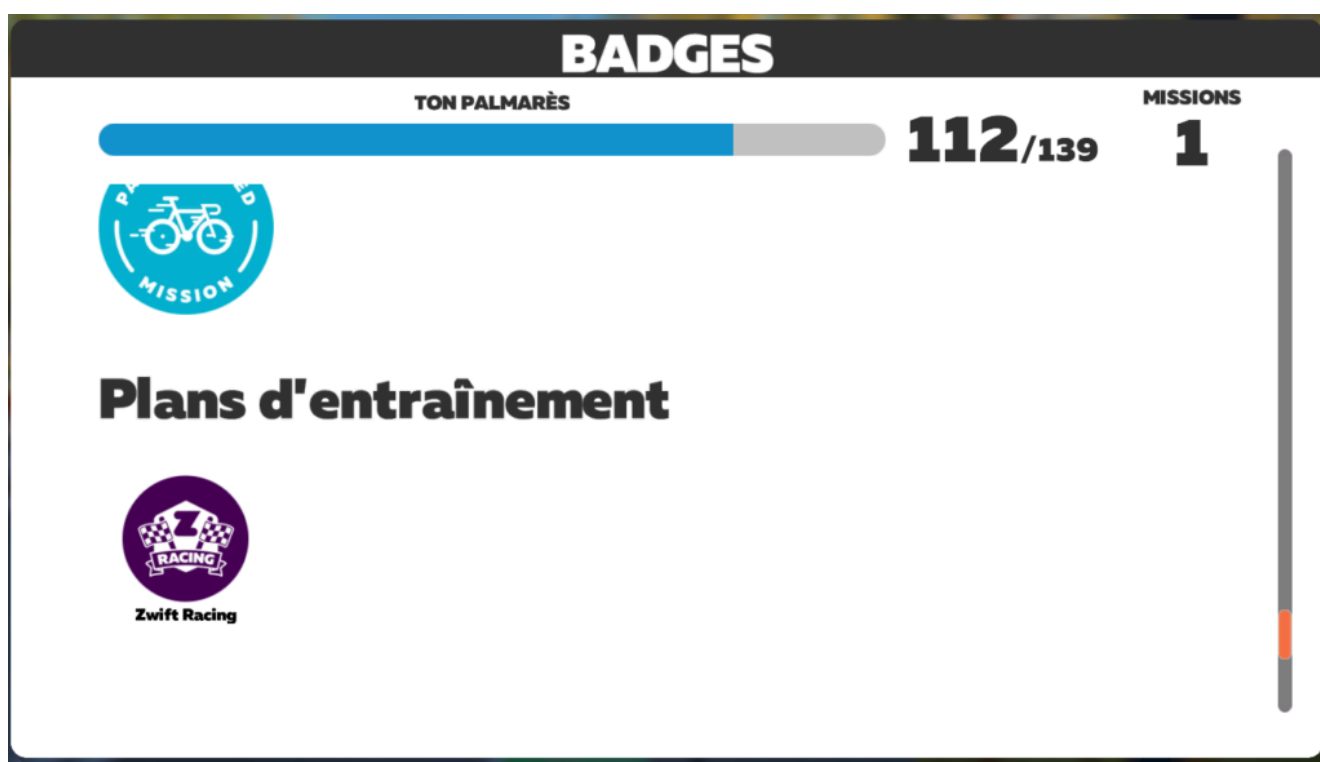 BADGES
TON PALMARÈS
112/139
MISSIONS
1
MISSION
Plans d'entraînement
Z
RACING
Zwift Racing